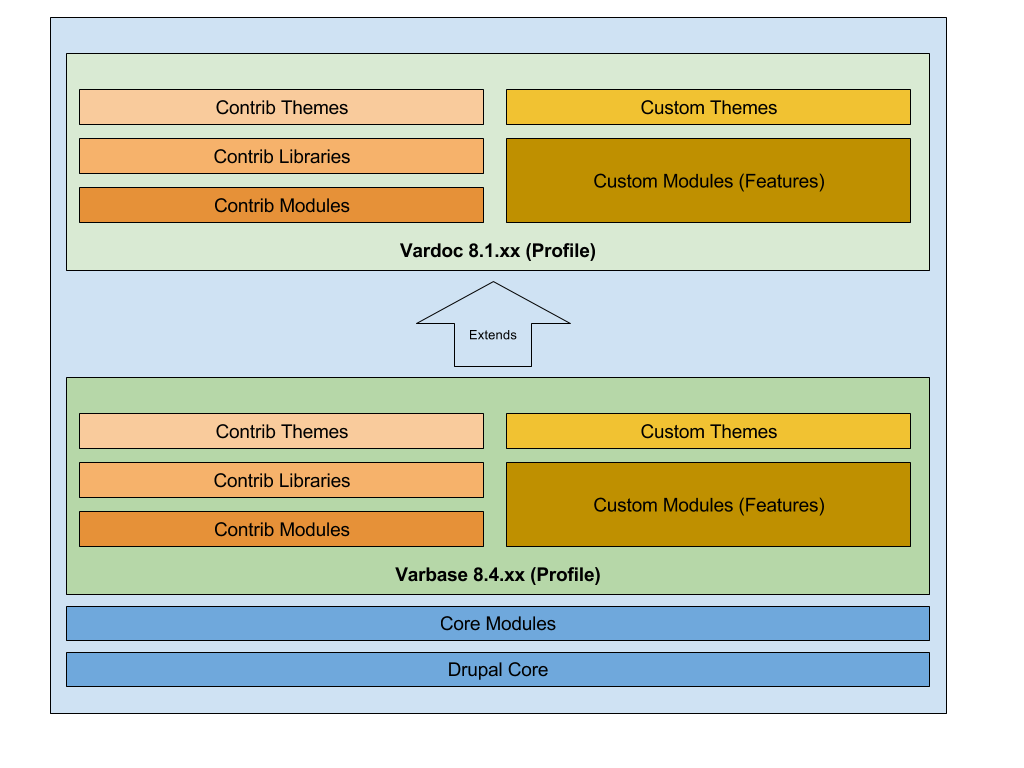 Contrib Themes
Custom Themes
Contrib Libraries
Custom Modules (Features)
Contrib Modules
Vardoc 8.1.xx (Profile)
Extends
Contrib Themes
Custom Themes
Contrib Libraries
Custom Modules (Features)
Contrib Modules
Varbase 8.4.xx (Profile)
Core Modules
Drupal Core